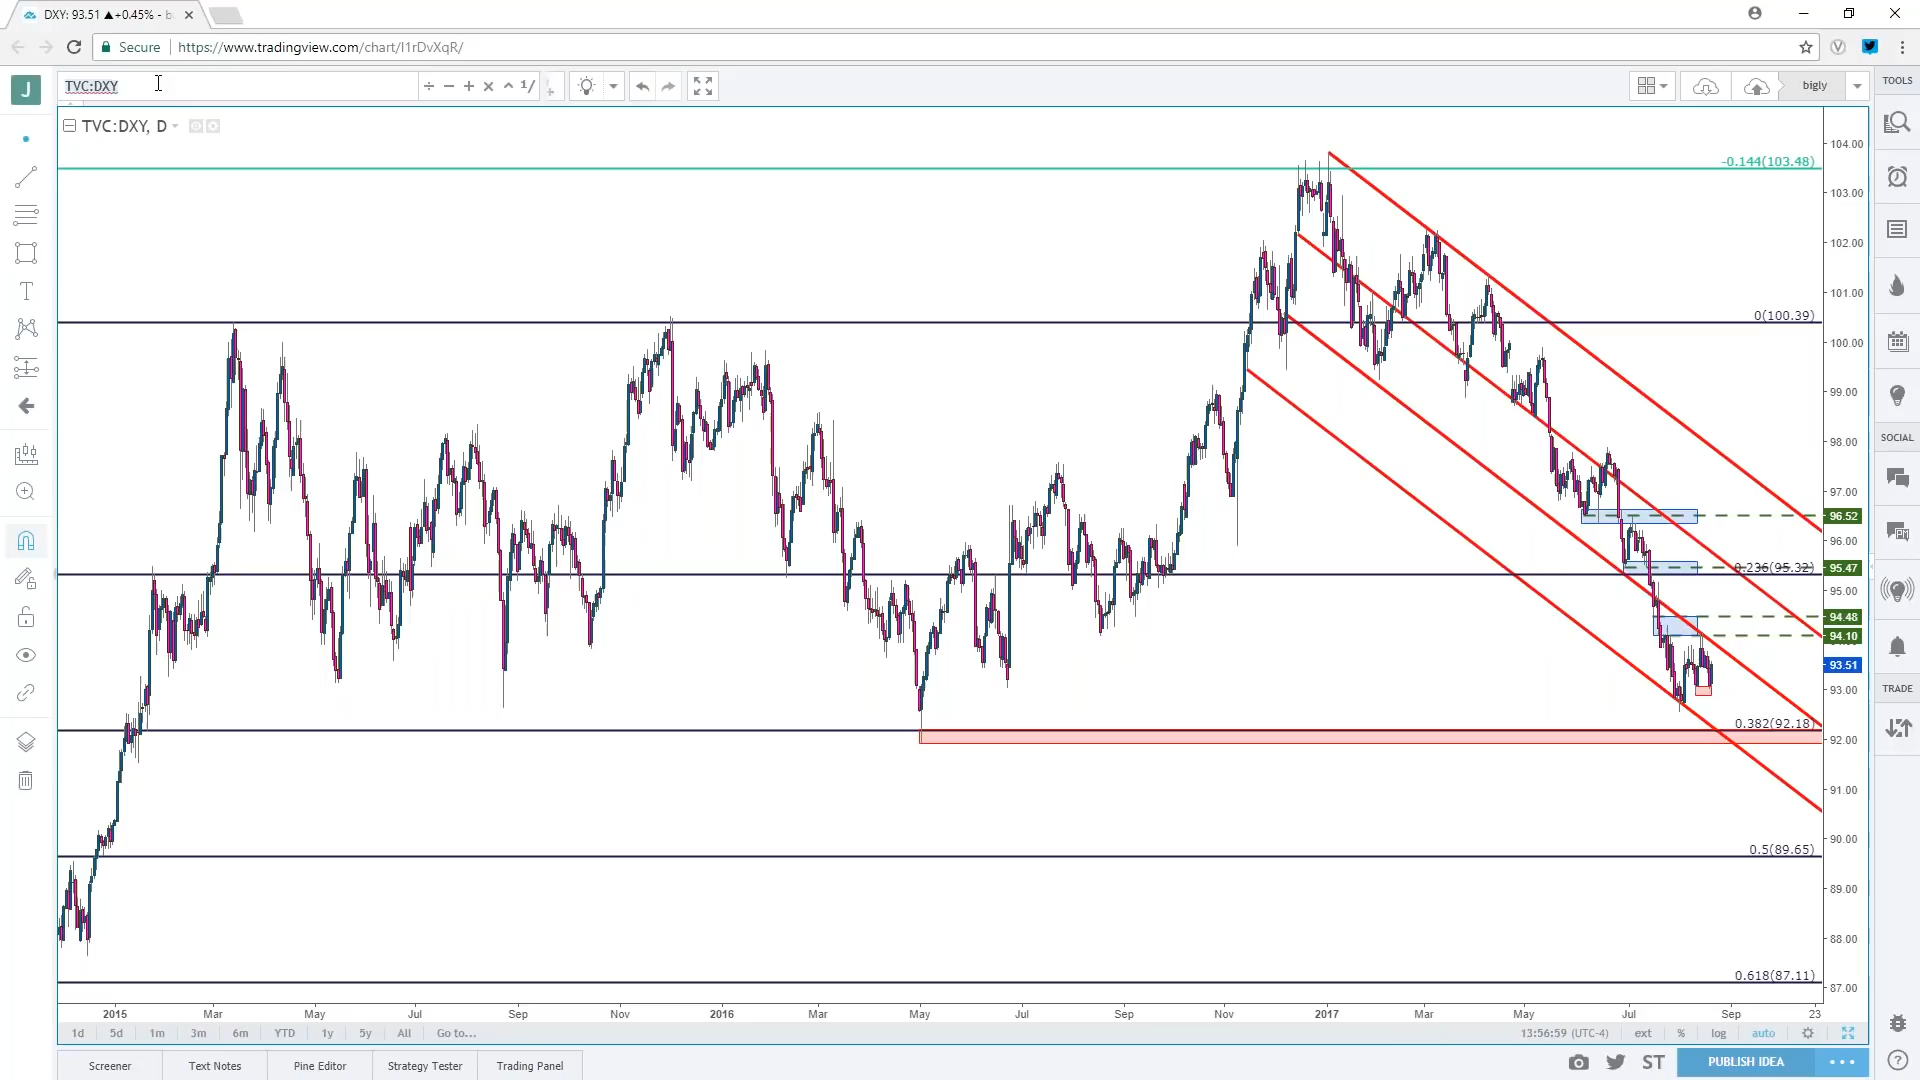 DXY: 93.51 ▲+0.45% - b
Secure https://www.tradingview.com/chart/I1rDvXqR/
J
TVC:DXY
÷ − + × ^ 1/
bigly
TOOLS
TVC:DXY, D
104.00
-0.144(103.48)
103.00
102.00
101.00
0(100.39)
100.00
99.00
98.00
SOCIAL
97.00
96.52
96.00
0.236(95.32)
95.47
95.00
94.48
94.10
93.51
93.00
TRADE
0.382(92.18)
92.00
91.00
90.00
0.5(89.65)
89.00
88.00
0.618(87.11)
87.00
2015 Mar May Jul Sep Nov 2016 Mar May Jul Sep Nov 2017 Mar May Jul Sep 23
1d 5d 1m 3m 6m YTD 1y 5y All Go to... 13:56:59 (UTC-4) ext % log auto
Screener Text Notes Pine Editor Strategy Tester Trading Panel ST PUBLISH IDEA